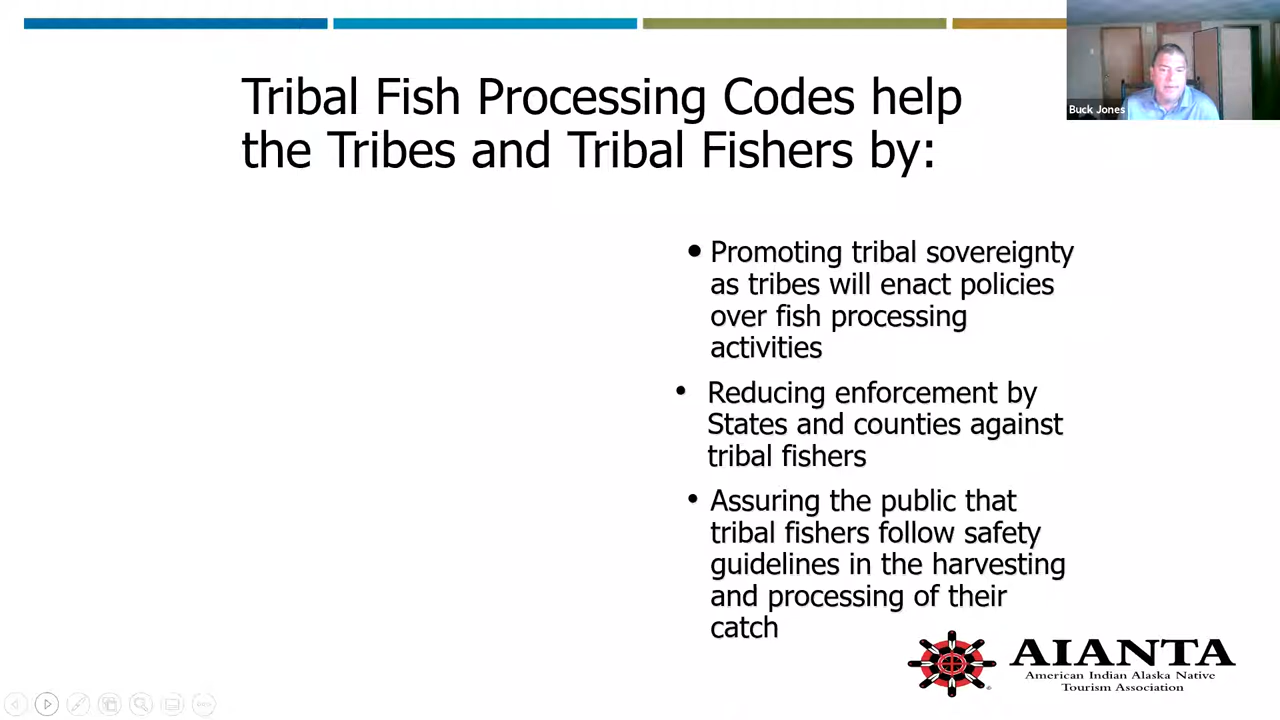 Tribal Fish Processing Codes help
the Tribes and Tribal Fishers by:
Buck Jones
• Promoting tribal sovereignty
as tribes will enact policies
over fish processing
activities
• Reducing enforcement by
States and counties against
tribal fishers
• Assuring the public that
tribal fishers follow safety
guidelines in the harvesting
and processing of their
catch
AIANTA
American Indian Alaska Native
Tourism Association